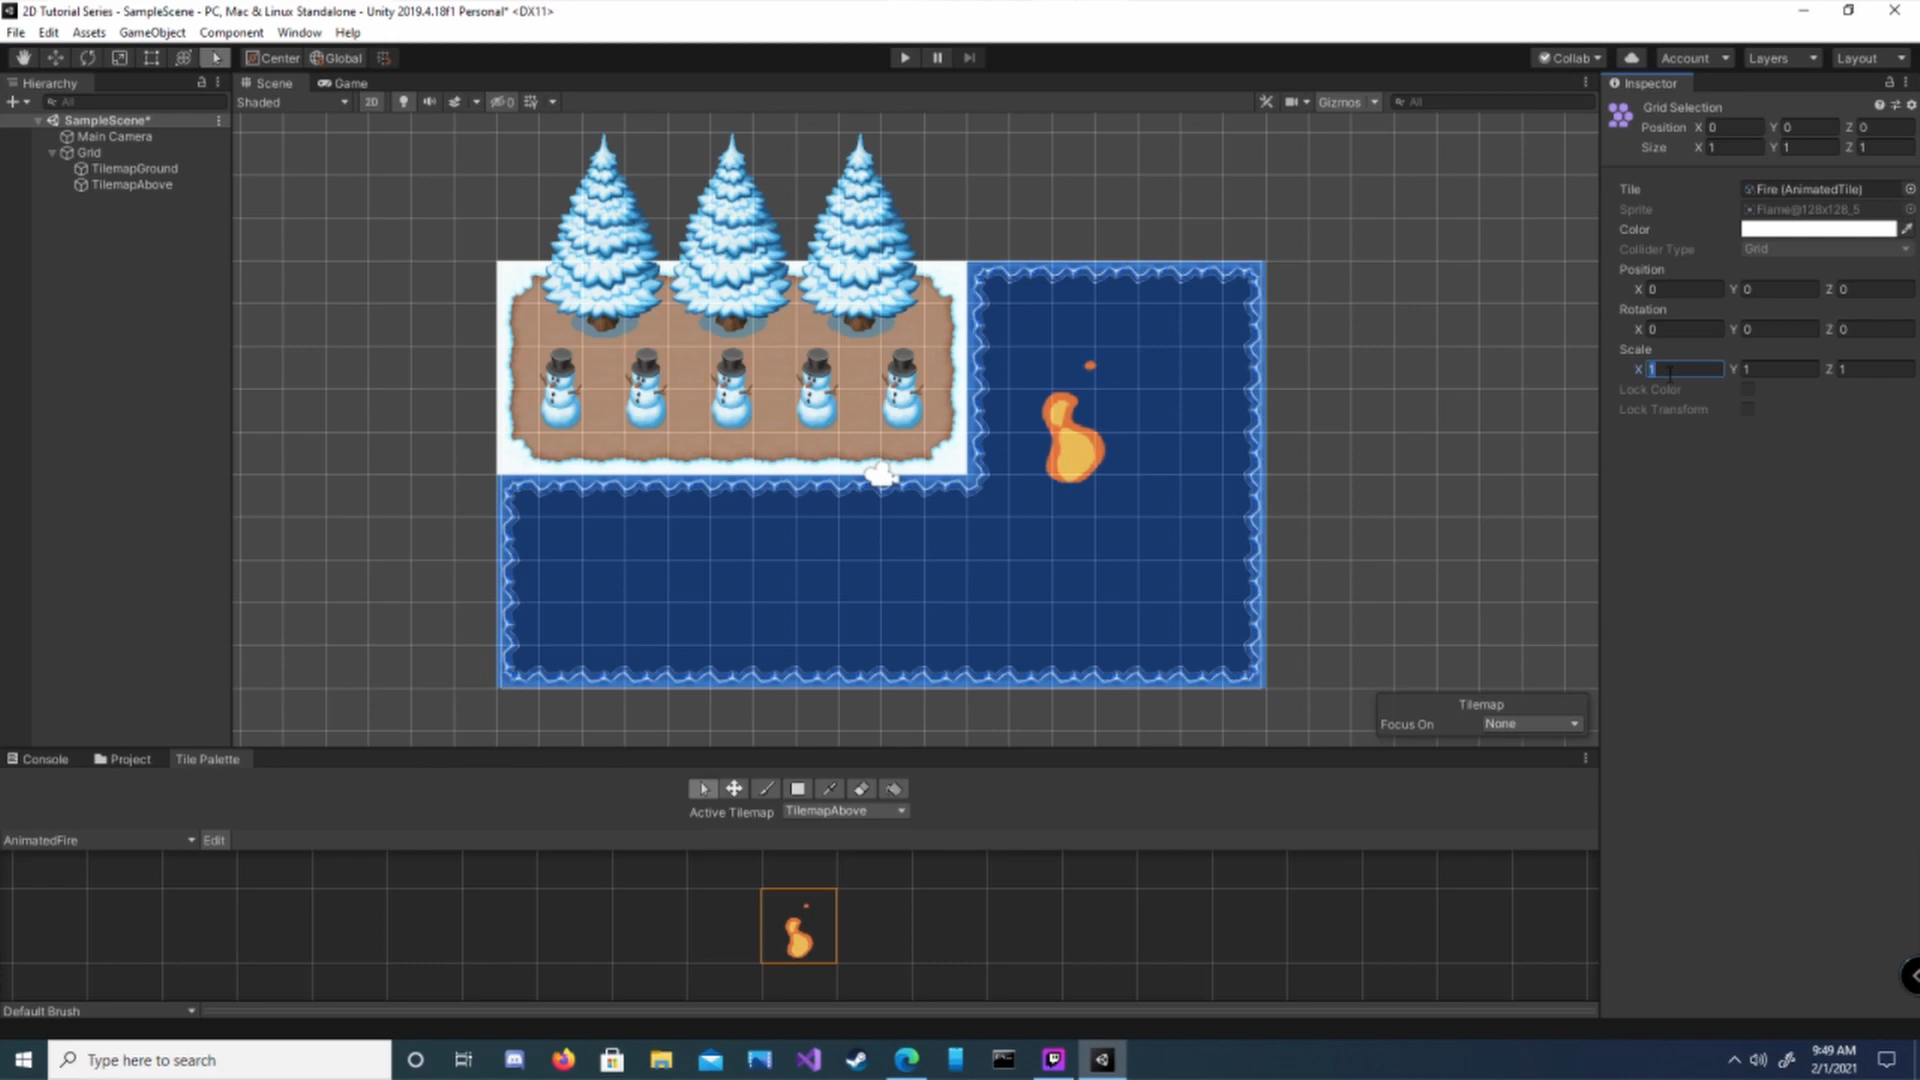 2D Tutorial Series - SampleScene - PC, Mac & Linux Standalone - Unity 2019.4.18f1 Personal* <DX11>
File Edit Assets GameObject Component Window Help
Center Global Collab Account Layers Layout
Hierarchy Scene Game Inspector
All Shaded 2D 0 Gizmos All
SampleScene*
Main Camera
Grid
TilemapGround
TilemapAbove
Grid Selection
Position X 0 Y 0 Z 0
Size X 1 Y 1 Z 1
Tile Fire (AnimatedTile)
Sprite Flame@128x128_5
Color
Collider Type Grid
Position
X 0 Y 0 Z 0
Rotation
X 0 Y 0 Z 0
Scale
X 1 Y 1 Z 1
Lock Color
Lock Transform
Tilemap
Focus On None
Console Project Tile Palette
Active Tilemap TilemapAbove
AnimatedFire Edit
Default Brush
Type here to search
9:49 AM
2/1/2021